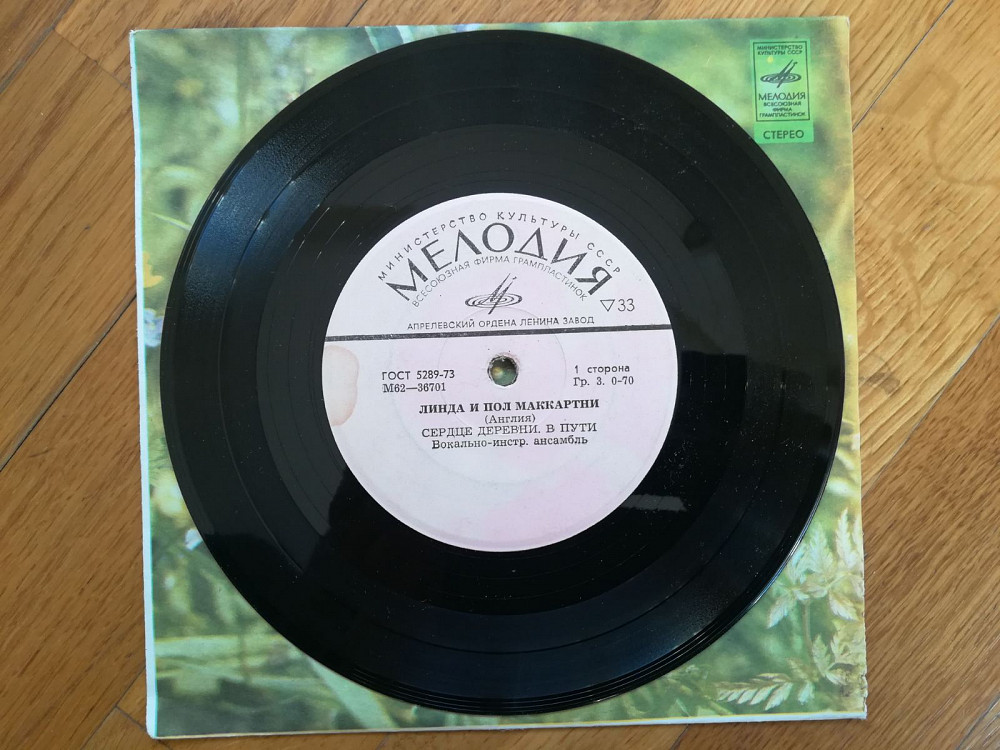 МИНИСТЕРСТВО
КУЛЬТУРЫ СССР
МЕЛОДИЯ
ВСЕСОЮЗНАЯ
ФИРМА
ГРАМПЛАСТИНОК
СТЕРЕО
МИНИСТЕРСТВО КУЛЬТУРЫ СССР
МЕЛОДИЯ
ВСЕСОЮЗНАЯ ФИРМА ГРАМПЛАСТИНОК
▽33
АПРЕЛЕВСКИЙ ОРДЕНА ЛЕНИНА ЗАВОД
ГОСТ 5289-73 1 сторона
М62—36701 Гр. 3. 0-70
ЛИНДА И ПОЛ МАККАРТНИ
(Англия)
СЕРДЦЕ ДЕРЕВНИ. В ПУТИ
Вокально-инстр. ансамбль